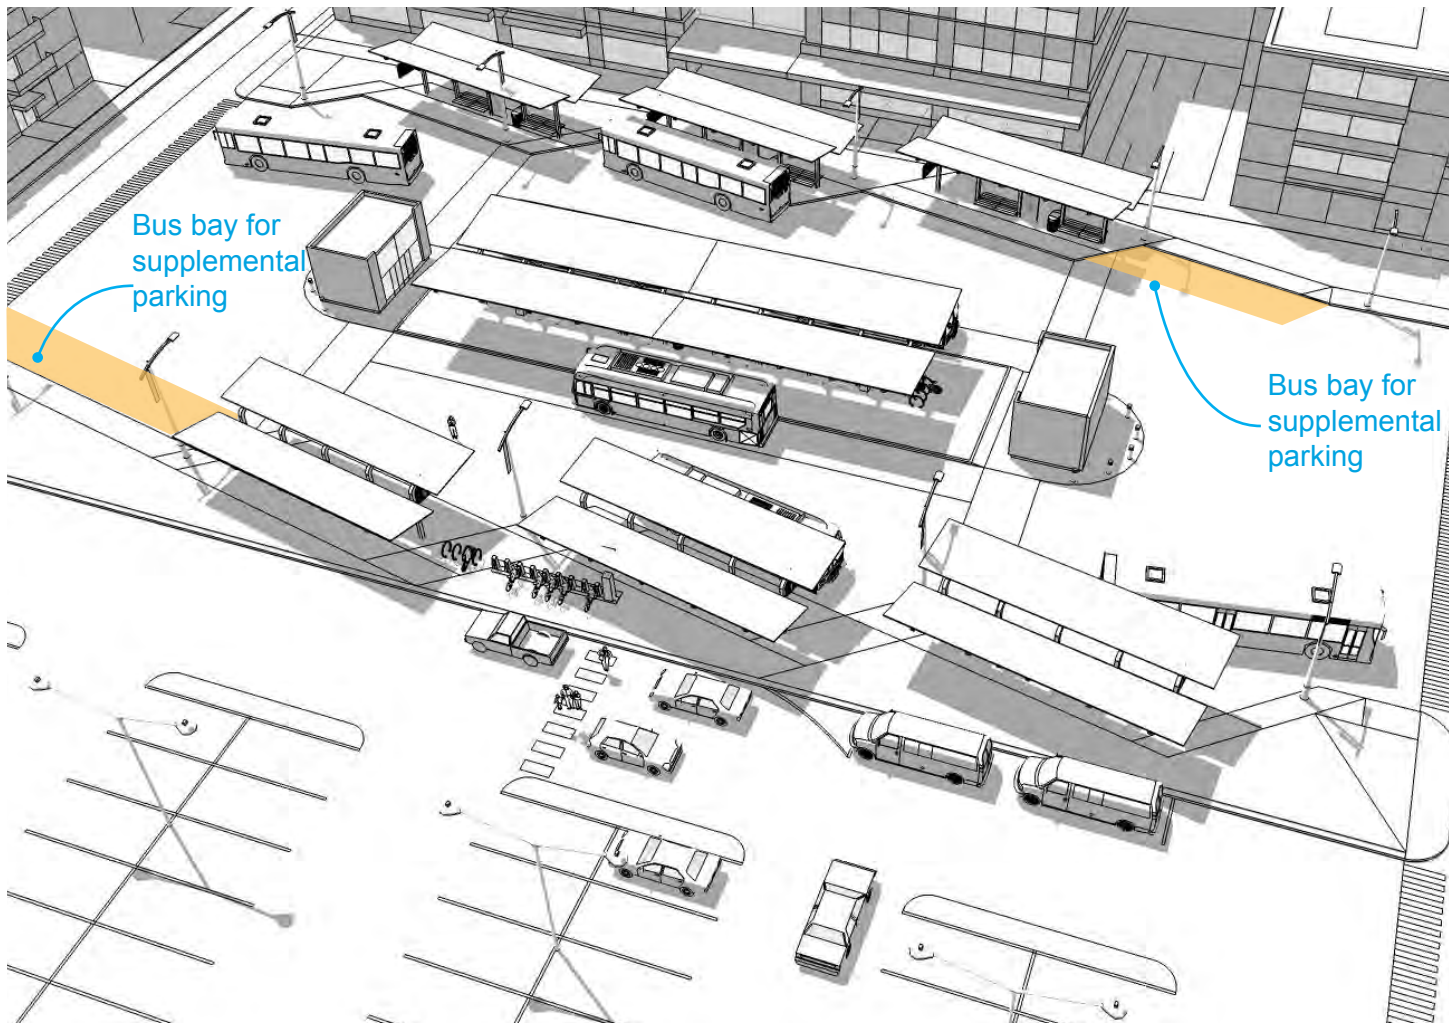 Bus bay for
supplemental
parking
Bus bay for
supplemental
parking